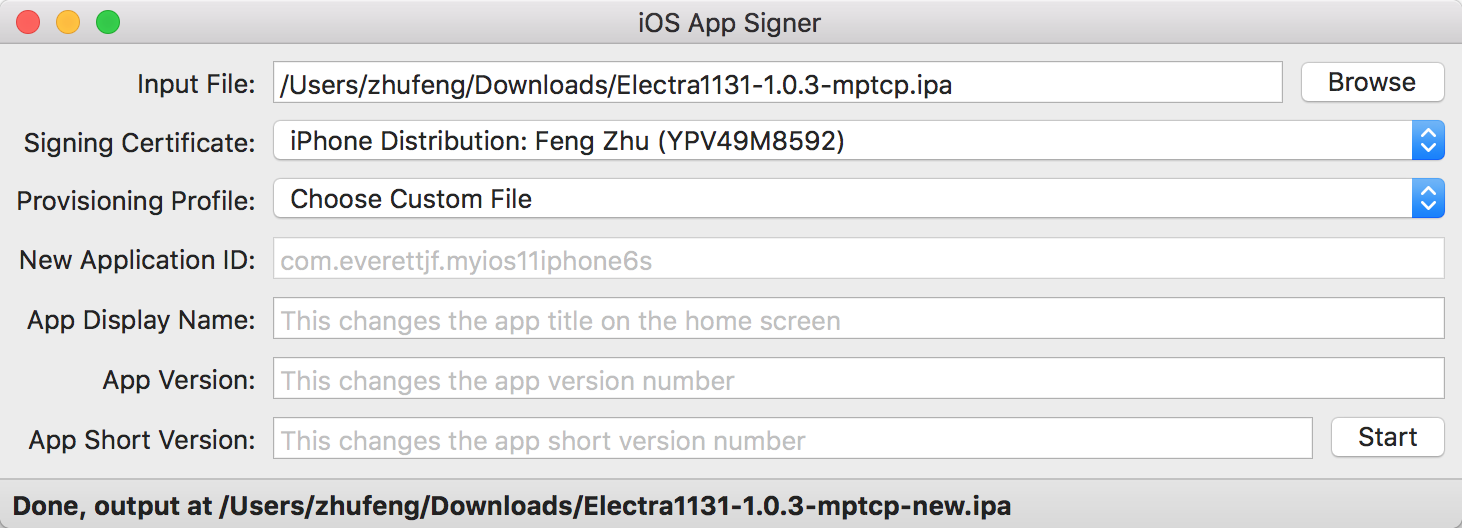 iOS App Signer
Input File: /Users/zhufeng/Downloads/Electra1131-1.0.3-mptcp.ipa Browse
Signing Certificate: iPhone Distribution: Feng Zhu (YPV49M8592)
Provisioning Profile: Choose Custom File
New Application ID: com.everettjf.myios11iphone6s
App Display Name: This changes the app title on the home screen
App Version: This changes the app version number
App Short Version: This changes the app short version number Start
Done, output at /Users/zhufeng/Downloads/Electra1131-1.0.3-mptcp-new.ipa